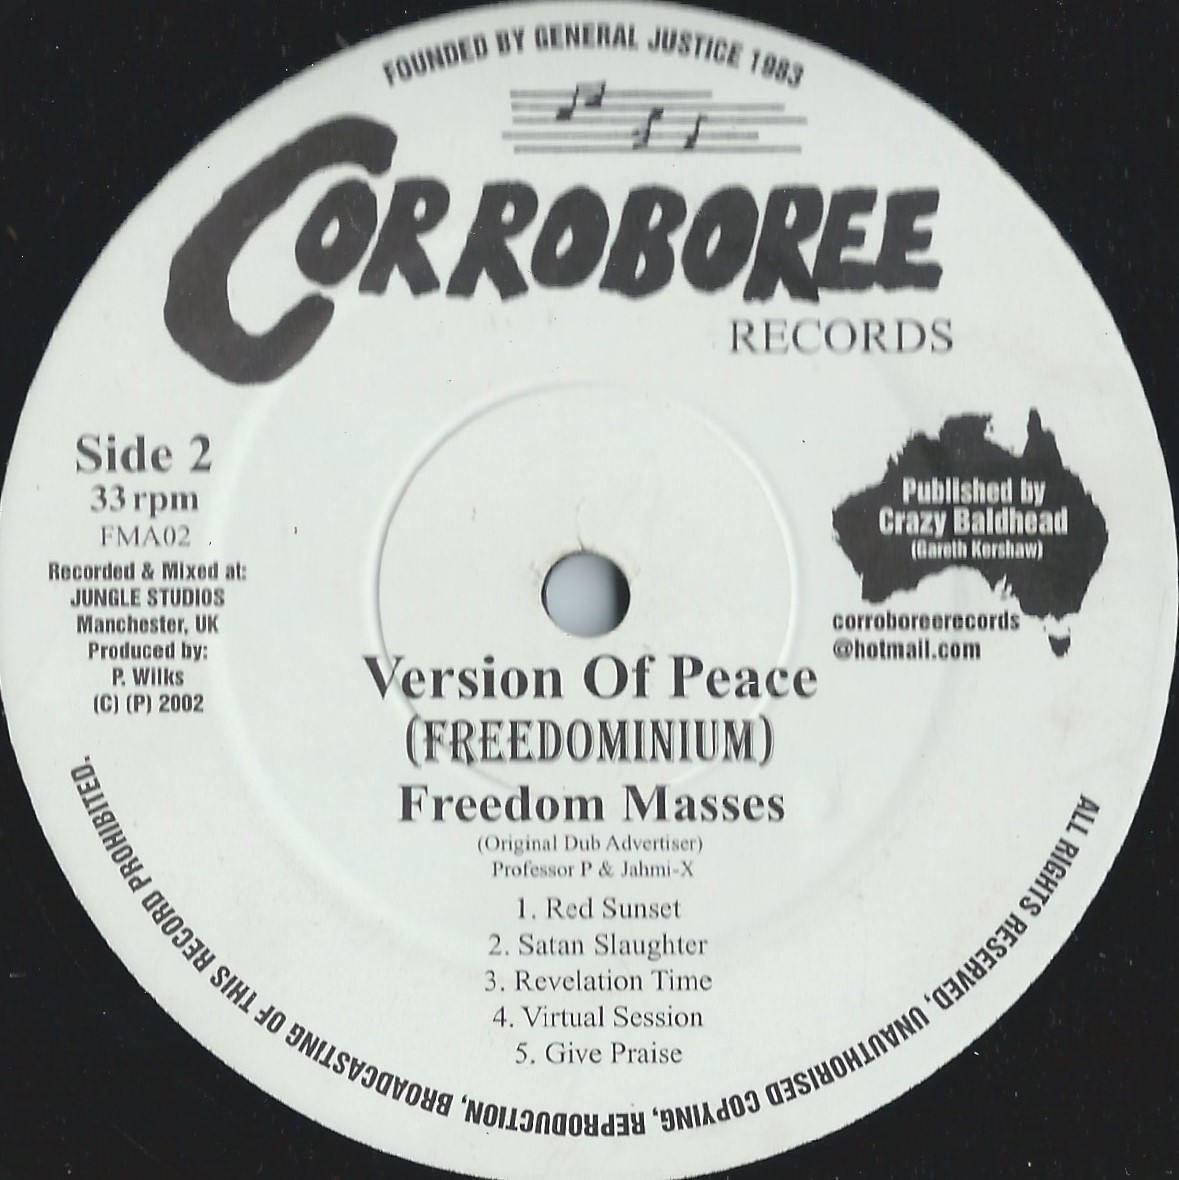 FOUNDED BY GENERAL JUSTICE 1983
CORROBOREE
RECORDS
Side 2
33 rpm
FMA02
Recorded & Mixed at:
JUNGLE STUDIOS
Manchester, UK
Produced by:
P. Wilks
(C) (P) 2002
Published by
Crazy Baldhead
(Gareth Kershaw)
corroboreerecords
@hotmail.com
Version Of Peace
(FREEDOMINIUM)
Freedom Masses
(Original Dub Advertiser)
Professor P & Jahmi-X
1. Red Sunset
2. Satan Slaughter
3. Revelation Time
4. Virtual Session
5. Give Praise
ALL RIGHTS RESERVED, UNAUTHORISED COPYING, REPRODUCTION, BROADCASTING OF THIS RECORD PROHIBITED.